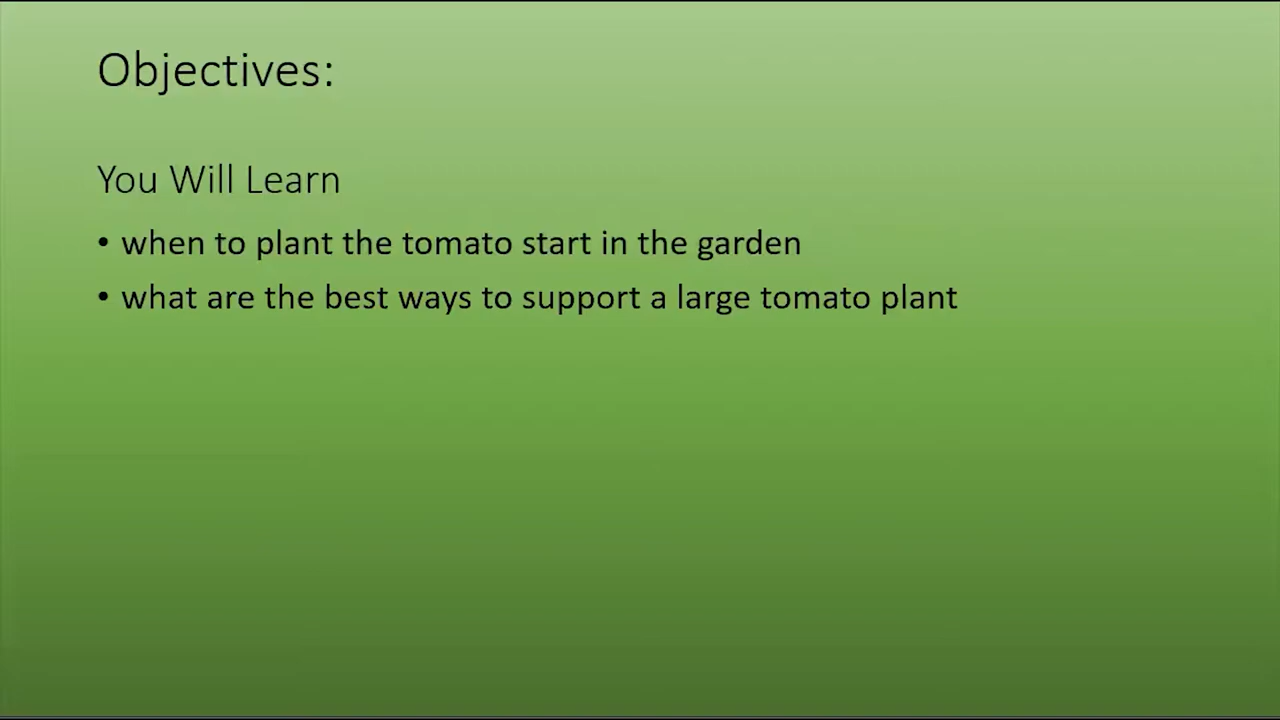 Objectives:
You Will Learn
• when to plant the tomato start in the garden
• what are the best ways to support a large tomato plant